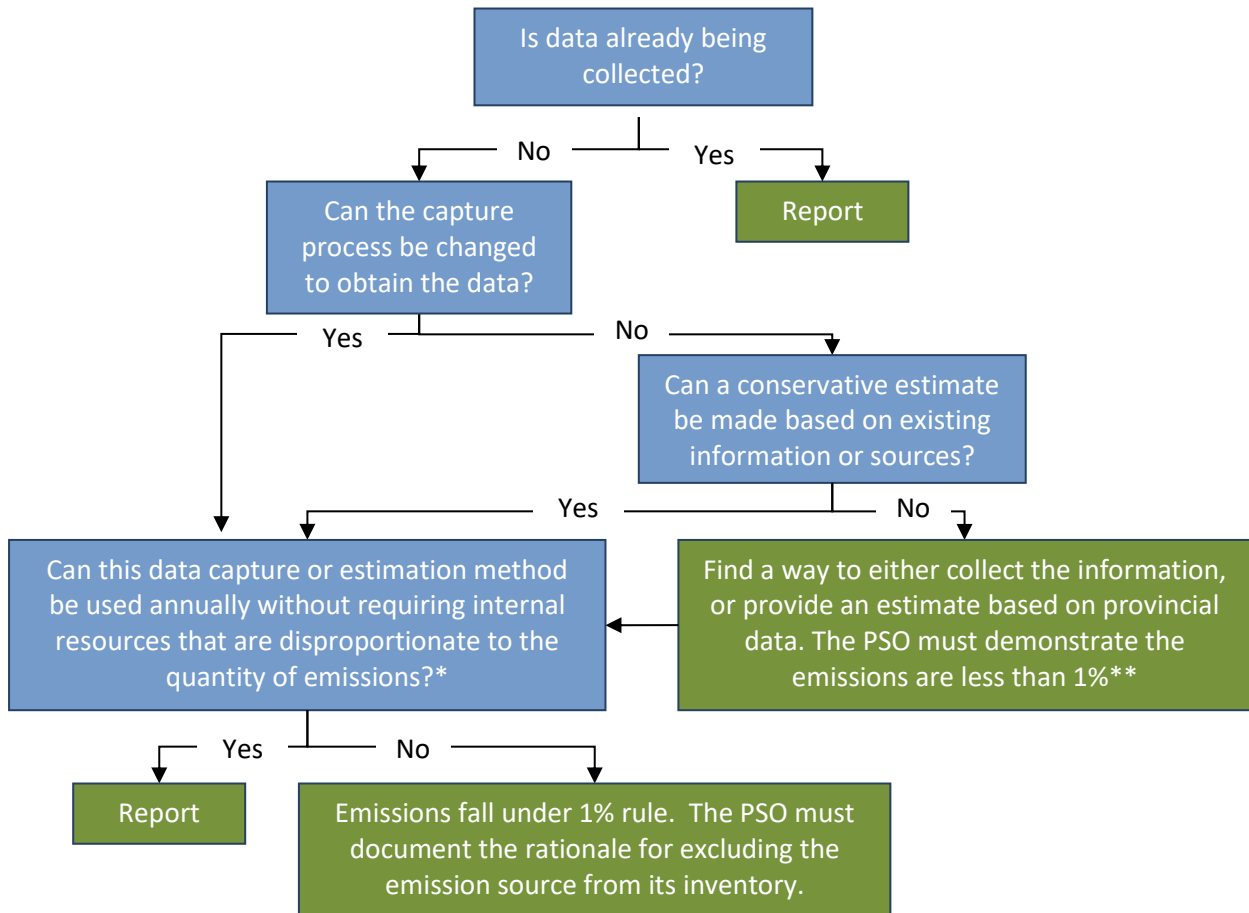 Is data already being
collected?
No
Yes
Can the capture
process be changed
to obtain the data?
Report
Yes
No
Can a conservative estimate
be made based on existing
information or sources?
Yes
No
Can this data capture or estimation method
be used annually without requiring internal
resources that are disproportionate to the
quantity of emissions?*
Find a way to either collect the information,
or provide an estimate based on provincial
data. The PSO must demonstrate the
emissions are less than 1%**
Yes
No
Report
Emissions fall under 1% rule.  The PSO must
document the rationale for excluding the
emission source from its inventory.